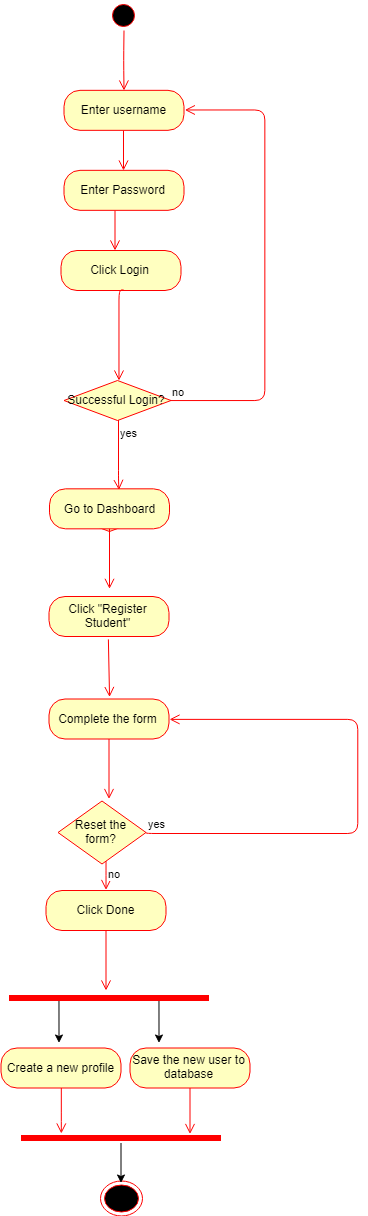 Enter username
Enter Password
Click Login
Successful Login?
no
yes
Go to Dashboard
Click "Register
Student"
Complete the form
Reset the
form?
yes
no
Click Done
Create a new profile
Save the new user to
database